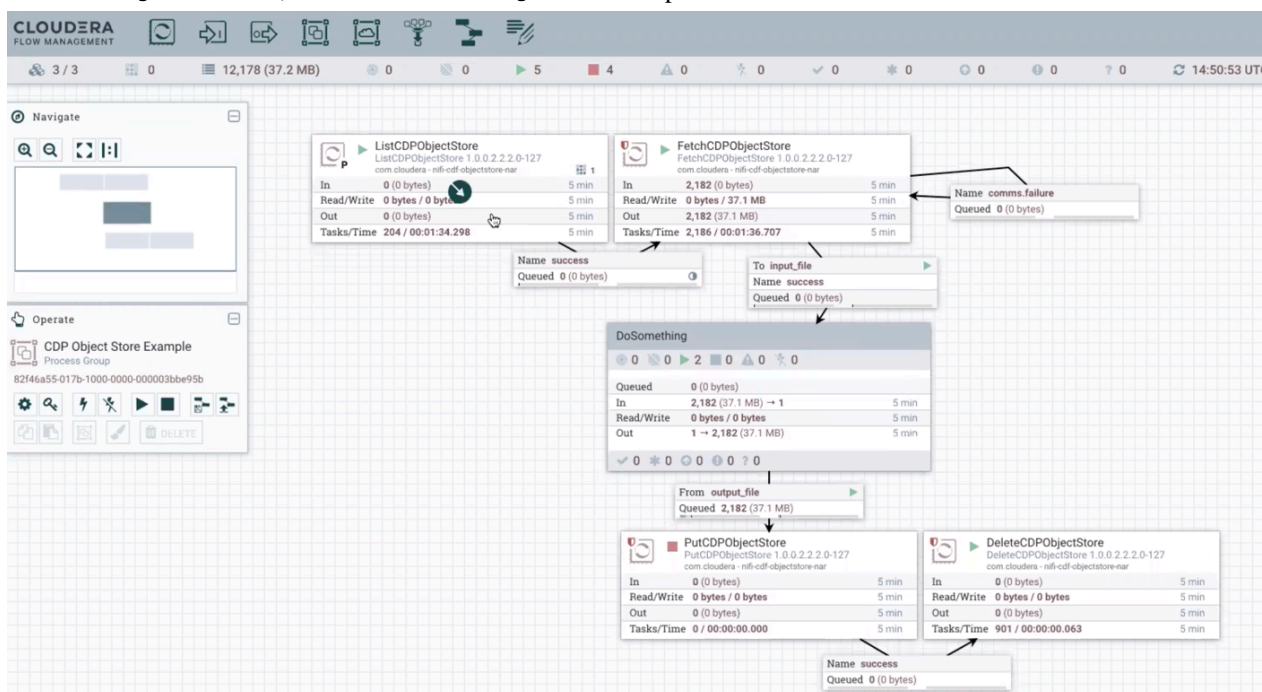 CLOUDERA
FLOW MANAGEMENT
3 / 3 0 12,178 (37.2 MB) 0 0 5 4 0 0 0 0 0 0 ? 0 14:50:53 UT
Navigate
Operate
CDP Object Store Example
Process Group
82f46a55-017b-1000-0000-000003bbe95b
DELETE
ListCDPObjectStore
ListCDPObjectStore 1.0.0.2.2.2.0-127
com.cloudera - nifi-cdf-objectstore-nar
P
1
In 0 (0 bytes) 5 min
Read/Write 0 bytes / 0 byte 5 min
Out 0 (0 bytes) 5 min
Tasks/Time 204 / 00:01:34.298 5 min
FetchCDPObjectStore
FetchCDPObjectStore 1.0.0.2.2.2.0-127
com.cloudera - nifi-cdf-objectstore-nar
In 2,182 (0 bytes) 5 min
Read/Write 0 bytes / 37.1 MB 5 min
Out 2,182 (37.1 MB) 5 min
Tasks/Time 2,186 / 00:01:36.707 5 min
Name comms.failure
Queued 0 (0 bytes)
Name success
Queued 0 (0 bytes)
To input_file
Name success
Queued 0 (0 bytes)
DoSomething
0 0 2 0 0 0
Queued 0 (0 bytes)
In 2,182 (37.1 MB) → 1 5 min
Read/Write 0 bytes / 0 bytes 5 min
Out 1 → 2,182 (37.1 MB) 5 min
0 0 0 0 ? 0
From output_file
Queued 2,182 (37.1 MB)
PutCDPObjectStore
PutCDPObjectStore 1.0.0.2.2.2.0-127
com.cloudera - nifi-cdf-objectstore-nar
In 0 (0 bytes) 5 min
Read/Write 0 bytes / 0 bytes 5 min
Out 0 (0 bytes) 5 min
Tasks/Time 0 / 00:00:00.000 5 min
DeleteCDPObjectStore
DeleteCDPObjectStore 1.0.0.2.2.2.0-127
com.cloudera - nifi-cdf-objectstore-nar
In 0 (0 bytes) 5 min
Read/Write 0 bytes / 0 bytes 5 min
Out 0 (0 bytes) 5 min
Tasks/Time 901 / 00:00:00.063 5 min
Name success
Queued 0 (0 bytes)